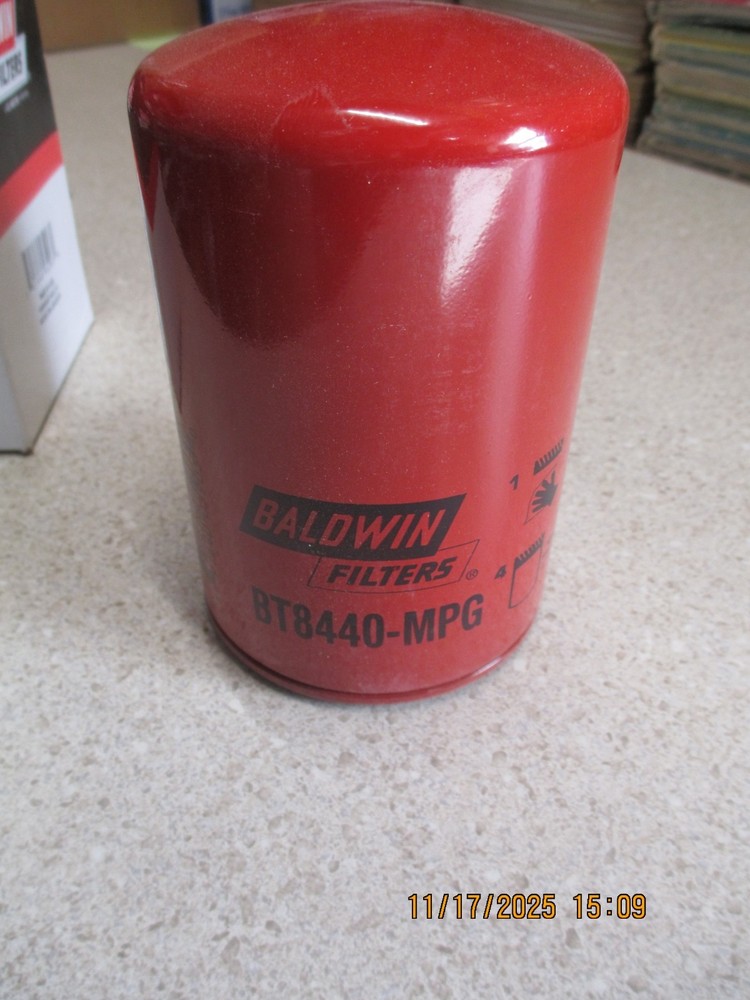 BALDWIN
FILTERS®
BT8440-MPG
1
4
11/17/2025 15:09